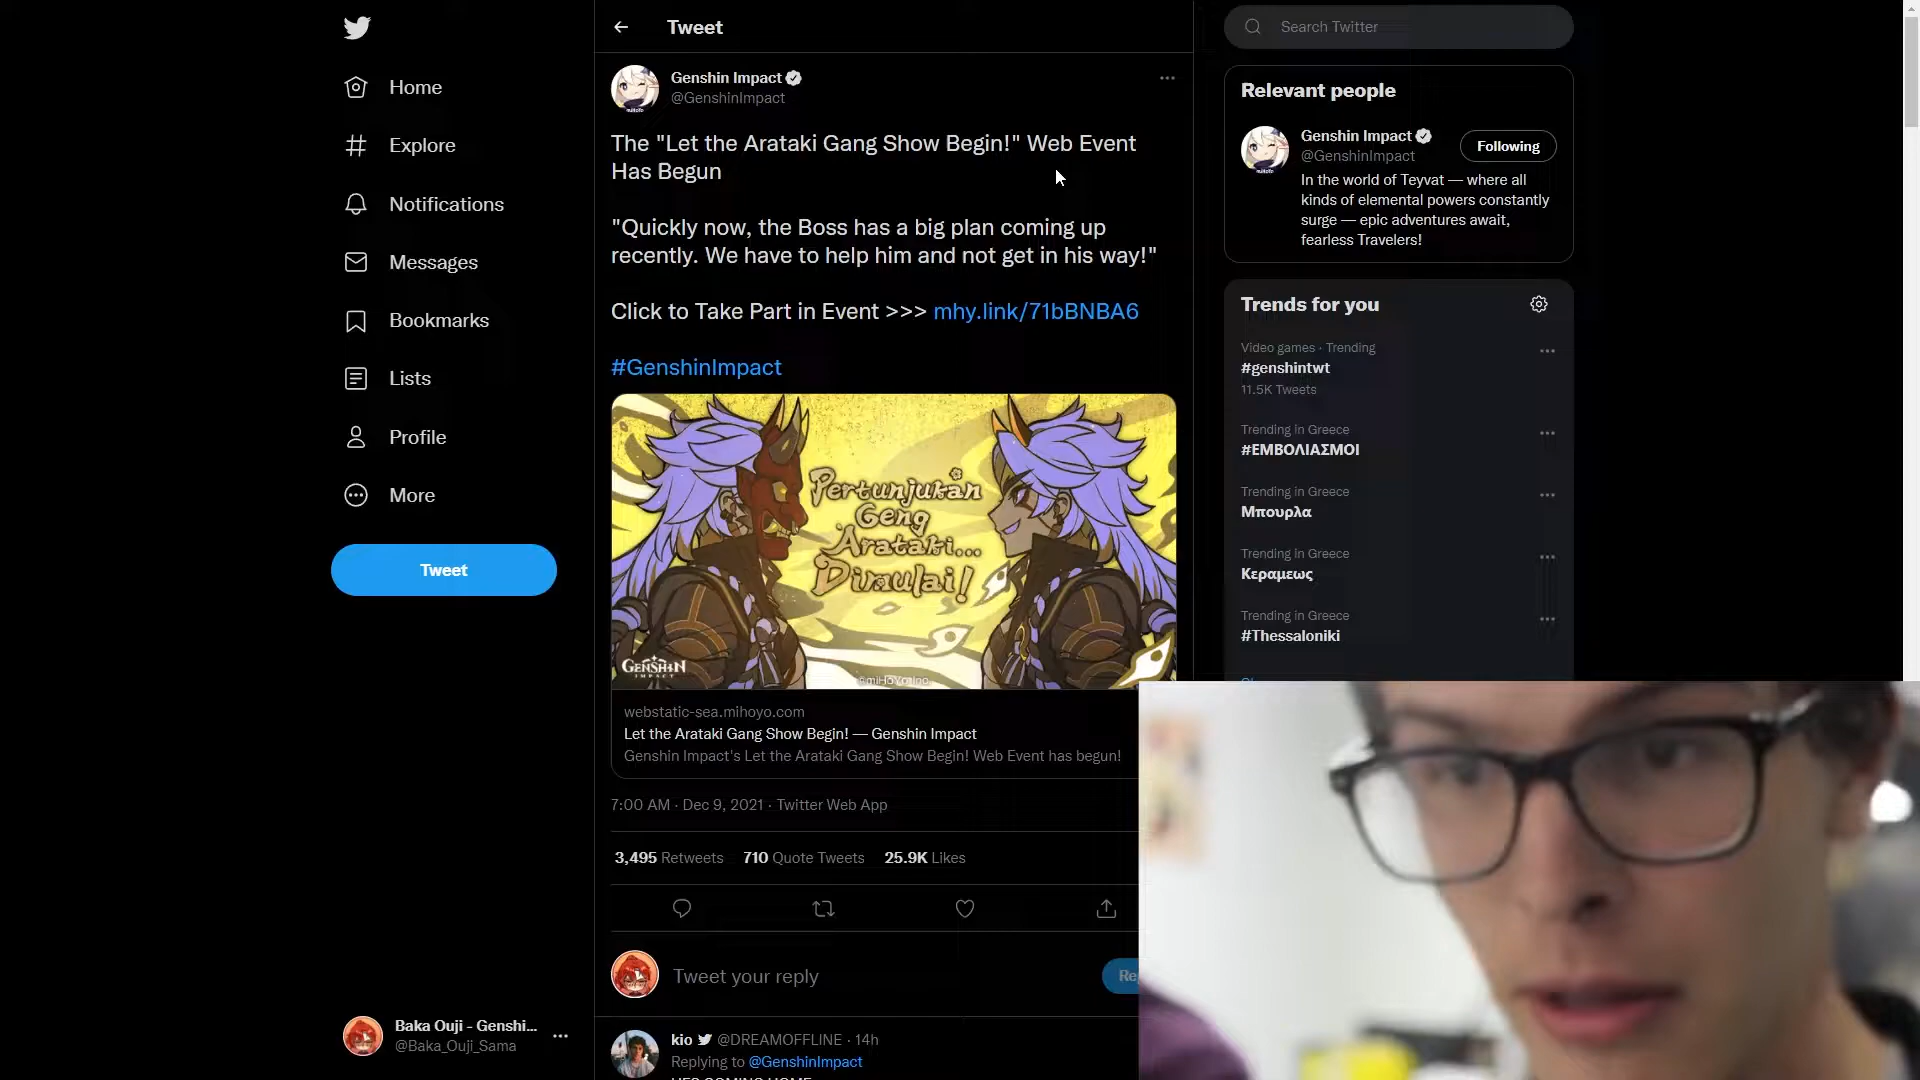 Home
Explore
Notifications
Messages
Bookmarks
Lists
Profile
More
Tweet
Baka Ouji - Genshi...
@Baka_Ouji_Sama
Tweet
Genshin Impact
@GenshinImpact
The "Let the Arataki Gang Show Begin!" Web Event
Has Begun
"Quickly now, the Boss has a big plan coming up
recently. We have to help him and not get in his way!"
Click to Take Part in Event >>> mhy.link/71bBNBA6
#GenshinImpact
Pertunjukan
Geng
Arataki...
Dimulai!
GENSHIN
IMPACT
webstatic-sea.mihoyo.com
Let the Arataki Gang Show Begin! — Genshin Impact
Genshin Impact's Let the Arataki Gang Show Begin! Web Event has begun!
7:00 AM · Dec 9, 2021 · Twitter Web App
3,495 Retweets 710 Quote Tweets 25.9K Likes
Tweet your reply
kio @DREAMOFFLINE · 14h
Replying to @GenshinImpact
Search Twitter
Relevant people
Genshin Impact
@GenshinImpact
Following
In the world of Teyvat — where all
kinds of elemental powers constantly
surge — epic adventures await,
fearless Travelers!
Trends for you
Video games · Trending
#genshintwt
11.5K Tweets
Trending in Greece
#ΕΜΒΟΛΙΑΣΜΟΙ
Trending in Greece
Μπουρλα
Trending in Greece
Κεραμεως
Trending in Greece
#Thessaloniki